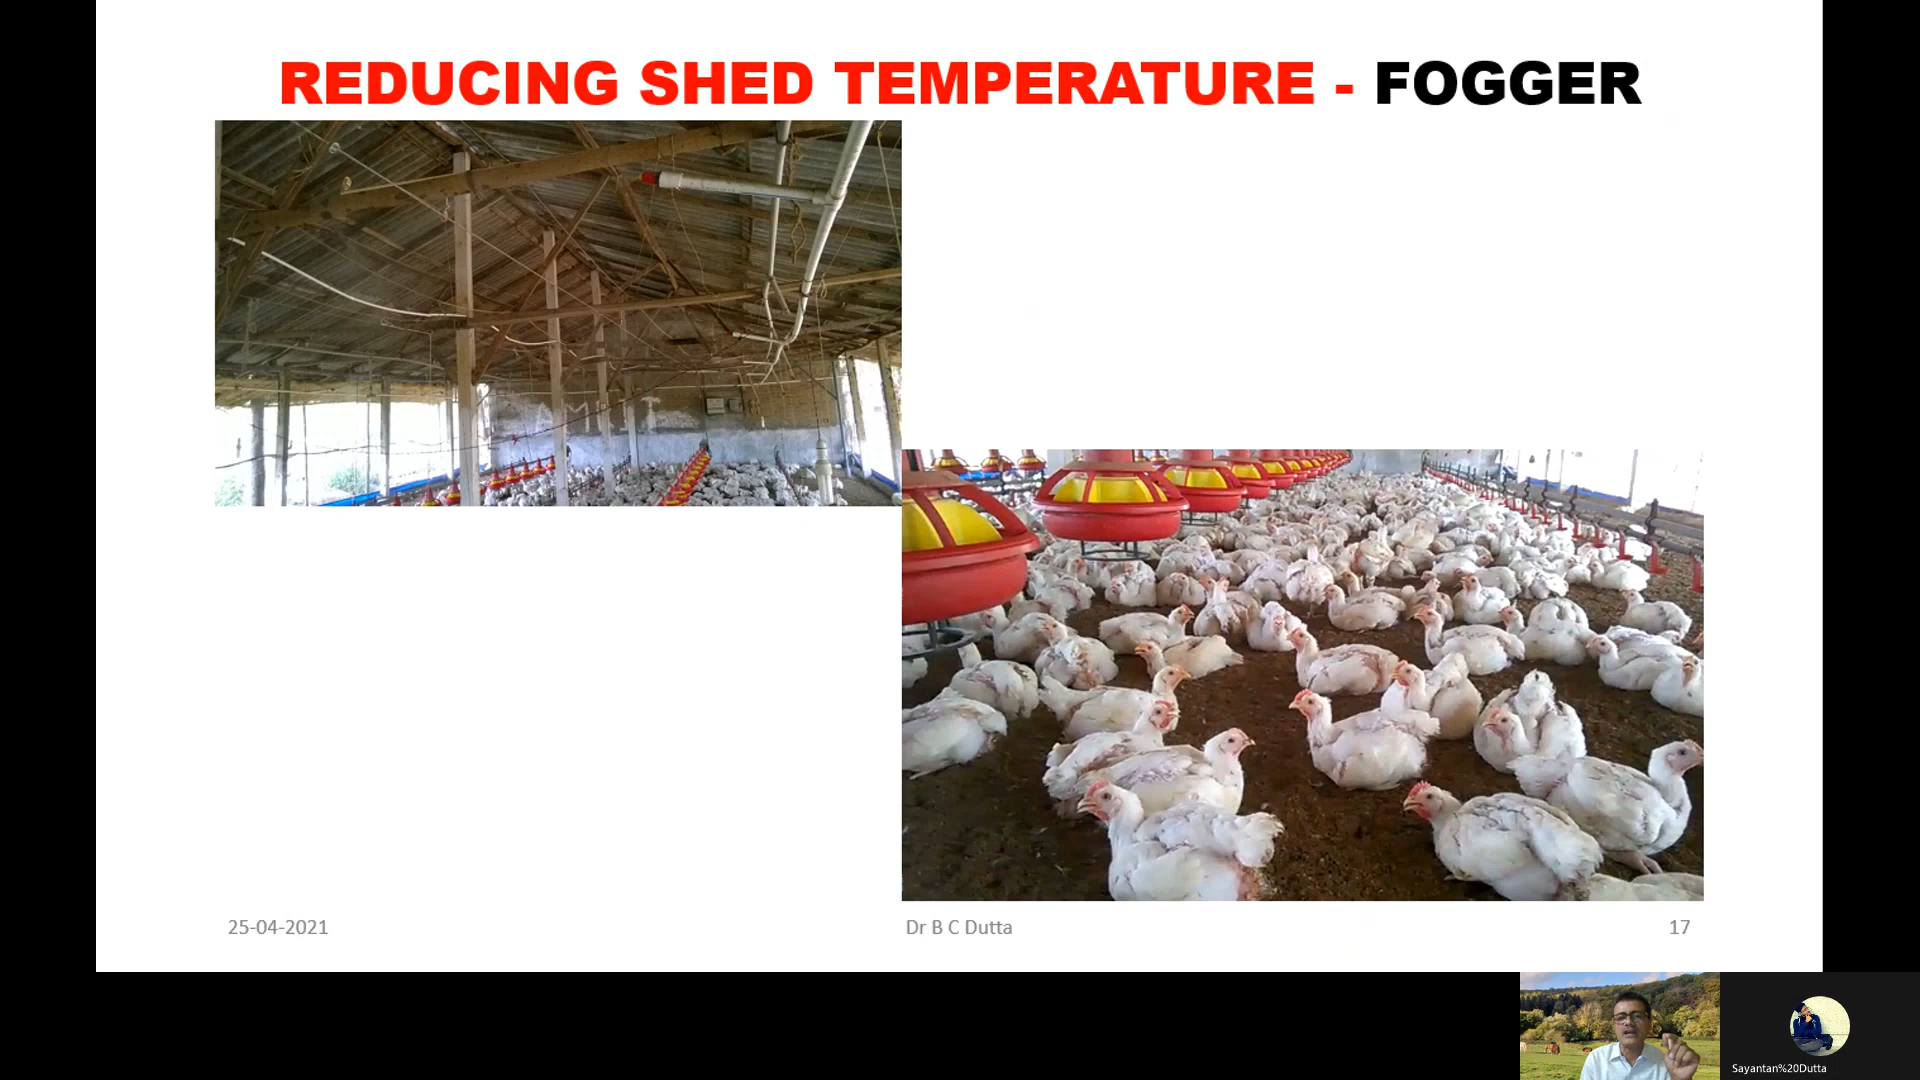 REDUCING SHED TEMPERATURE - FOGGER
25-04-2021
Dr B C Dutta
17
Sayantan%20Dutta